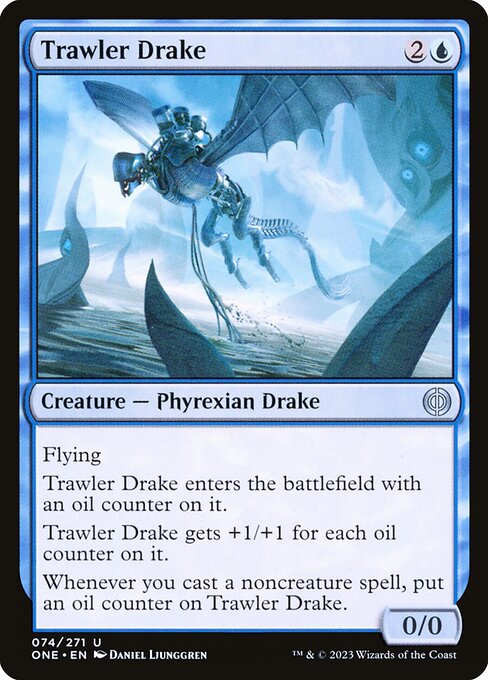 Trawler Drake 2
Creature — Phyrexian Drake
Flying
Trawler Drake enters the battlefield with
an oil counter on it.
Trawler Drake gets +1/+1 for each oil
counter on it.
Whenever you cast a noncreature spell, put
an oil counter on Trawler Drake.
0/0
074/271 U
ONE • EN Daniel Ljunggren
™ & © 2023 Wizards of the Coast